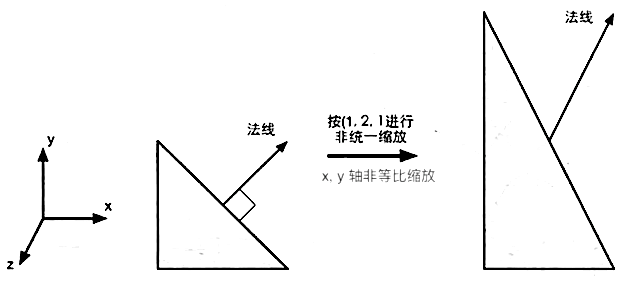 法线
按(1, 2, 1进行
非统一缩放
法线
y
x, y 轴非等比缩放
x
z